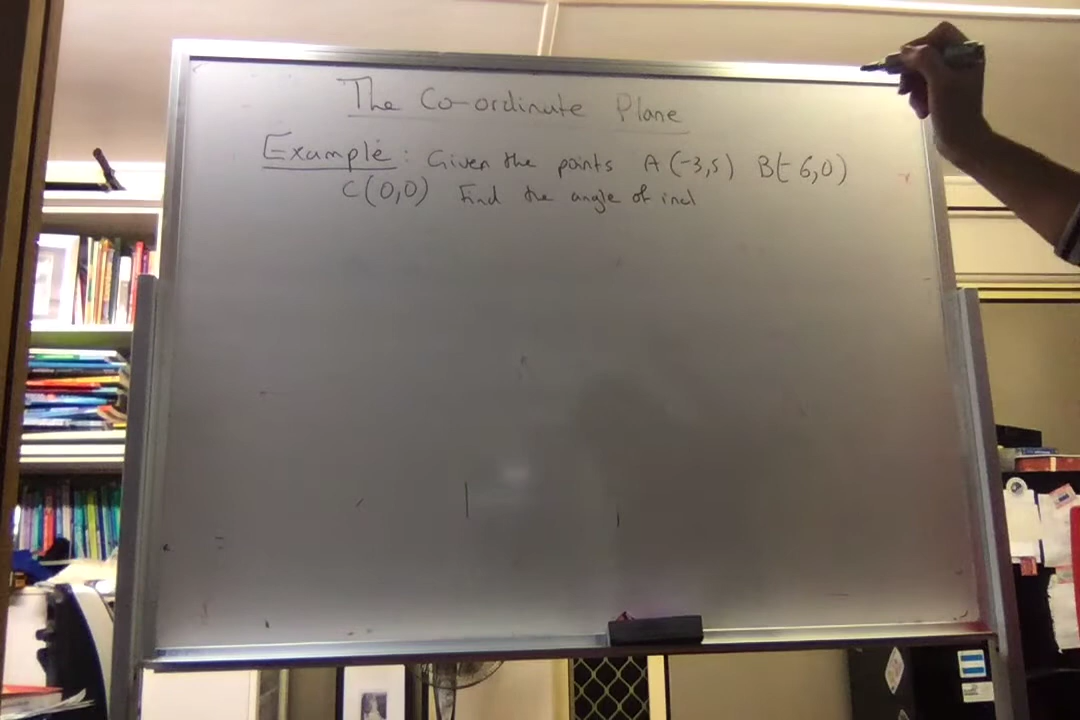 The Co-ordinate Plane
Example: Given the points A(-3,5) B(-6,0)
C(0,0) Find the angle of incl